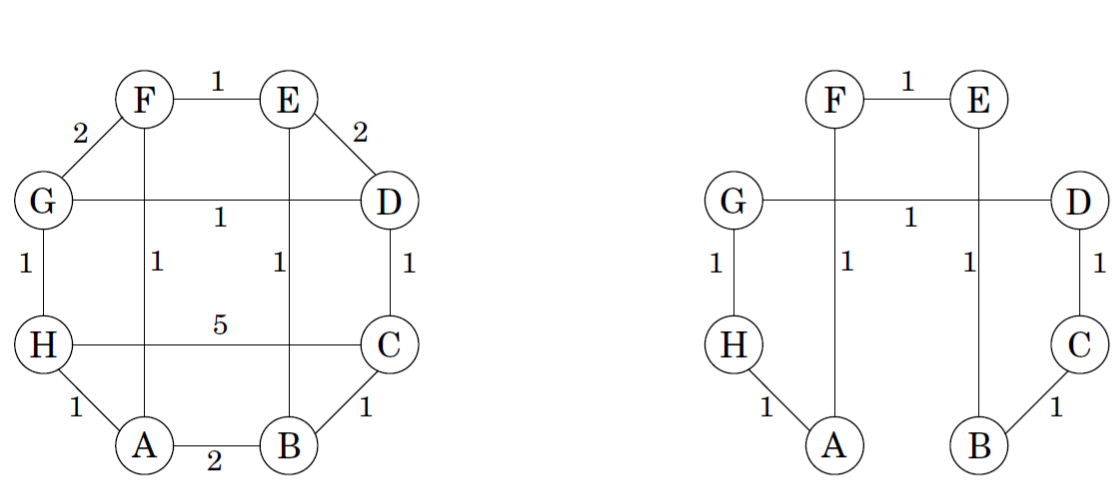 1 1
F E F E
2 2
G D G D
1 1
1 1 1 1 1 1 1 1
5
H C H C
1 1 1 1
A B A B
2